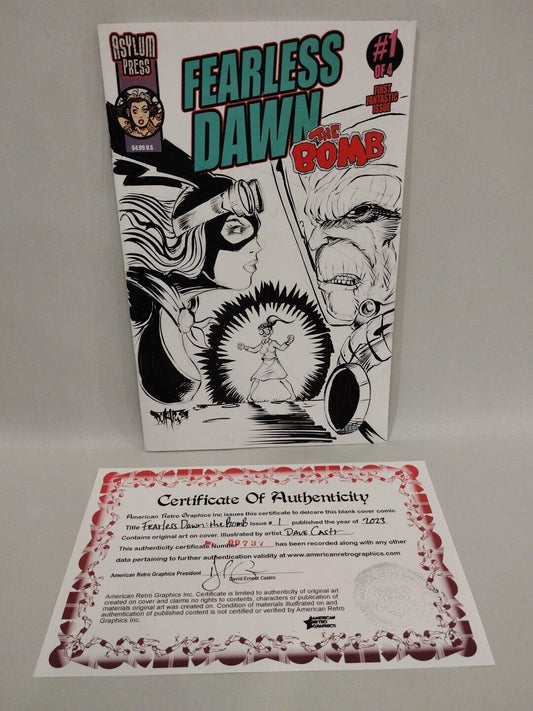 ASYLUM
PRESS
$4.99 U.S
FEARLESS
DAWN
THE
BOMB
#1
OF 4
FIRST
FANTASTIC
ISSUE
Certificate Of Authenticity
American Retro Graphics Inc issues this certificate to delcare this blank cover comic
Title Fearless Dawn: the Bomb Issue # 1 published the year of 2023
Contains original art on cover. Illustrated by artist Dave Castr
This authenticity certificate Number has been recorded along with any other
data pertaining to further authentication validity at www.americanretrographics.com
American Retro Graphics President
David Ernest Castro
American Retro Graphics Inc. Certificate is limited to authenticity of original art
created on cover and claims no rights to contents, characters or publication of
materials original art was created on. Condition of materials illustrated on and
authentication of published content is not certified or verified by American Retro
Graphics Inc.
AMERICAN
RETRO
GRAPHICS